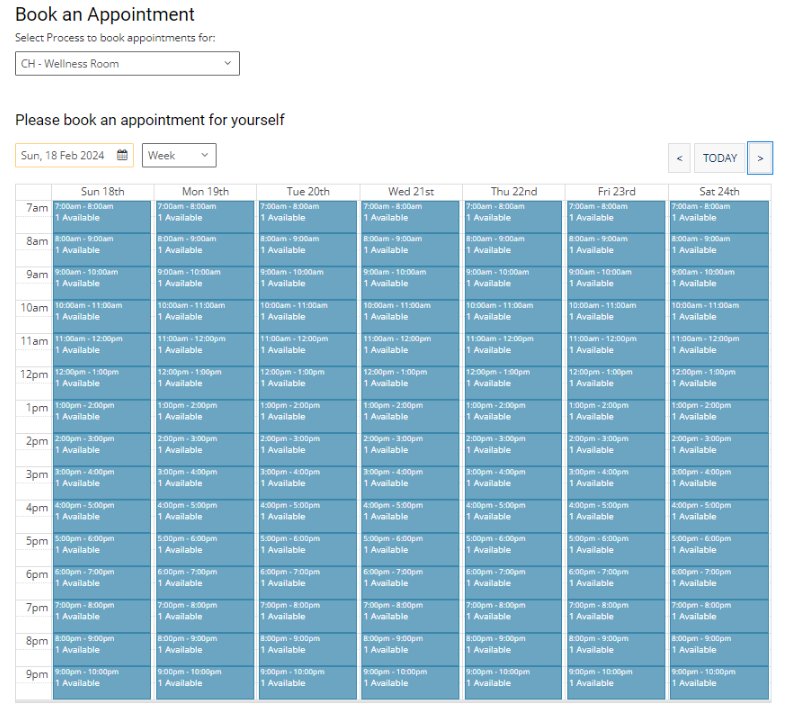 Book an Appointment
Select Process to book appointments for:
CH - Wellness Room
Please book an appointment for yourself
Sun, 18 Feb 2024 Week < TODAY >
Sun 18th Mon 19th Tue 20th Wed 21st Thu 22nd Fri 23rd Sat 24th
7am 7:00am - 8:00am 7:00am - 8:00am 7:00am - 8:00am 7:00am - 8:00am 7:00am - 8:00am 7:00am - 8:00am 7:00am - 8:00am
1 Available 1 Available 1 Available 1 Available 1 Available 1 Available 1 Available
8am 8:00am - 9:00am 8:00am - 9:00am 8:00am - 9:00am 8:00am - 9:00am 8:00am - 9:00am 8:00am - 9:00am 8:00am - 9:00am
1 Available 1 Available 1 Available 1 Available 1 Available 1 Available 1 Available
9am 9:00am - 10:00am 9:00am - 10:00am 9:00am - 10:00am 9:00am - 10:00am 9:00am - 10:00am 9:00am - 10:00am 9:00am - 10:00am
1 Available 1 Available 1 Available 1 Available 1 Available 1 Available 1 Available
10am 10:00am - 11:00am 10:00am - 11:00am 10:00am - 11:00am 10:00am - 11:00am 10:00am - 11:00am 10:00am - 11:00am 10:00am - 11:00am
1 Available 1 Available 1 Available 1 Available 1 Available 1 Available 1 Available
11am 11:00am - 12:00pm 11:00am - 12:00pm 11:00am - 12:00pm 11:00am - 12:00pm 11:00am - 12:00pm 11:00am - 12:00pm 11:00am - 12:00pm
1 Available 1 Available 1 Available 1 Available 1 Available 1 Available 1 Available
12pm 12:00pm - 1:00pm 12:00pm - 1:00pm 12:00pm - 1:00pm 12:00pm - 1:00pm 12:00pm - 1:00pm 12:00pm - 1:00pm 12:00pm - 1:00pm
1 Available 1 Available 1 Available 1 Available 1 Available 1 Available 1 Available
1pm 1:00pm - 2:00pm 1:00pm - 2:00pm 1:00pm - 2:00pm 1:00pm - 2:00pm 1:00pm - 2:00pm 1:00pm - 2:00pm 1:00pm - 2:00pm
1 Available 1 Available 1 Available 1 Available 1 Available 1 Available 1 Available
2pm 2:00pm - 3:00pm 2:00pm - 3:00pm 2:00pm - 3:00pm 2:00pm - 3:00pm 2:00pm - 3:00pm 2:00pm - 3:00pm 2:00pm - 3:00pm
1 Available 1 Available 1 Available 1 Available 1 Available 1 Available 1 Available
3pm 3:00pm - 4:00pm 3:00pm - 4:00pm 3:00pm - 4:00pm 3:00pm - 4:00pm 3:00pm - 4:00pm 3:00pm - 4:00pm 3:00pm - 4:00pm
1 Available 1 Available 1 Available 1 Available 1 Available 1 Available 1 Available
4pm 4:00pm - 5:00pm 4:00pm - 5:00pm 4:00pm - 5:00pm 4:00pm - 5:00pm 4:00pm - 5:00pm 4:00pm - 5:00pm 4:00pm - 5:00pm
1 Available 1 Available 1 Available 1 Available 1 Available 1 Available 1 Available
5pm 5:00pm - 6:00pm 5:00pm - 6:00pm 5:00pm - 6:00pm 5:00pm - 6:00pm 5:00pm - 6:00pm 5:00pm - 6:00pm 5:00pm - 6:00pm
1 Available 1 Available 1 Available 1 Available 1 Available 1 Available 1 Available
6pm 6:00pm - 7:00pm 6:00pm - 7:00pm 6:00pm - 7:00pm 6:00pm - 7:00pm 6:00pm - 7:00pm 6:00pm - 7:00pm 6:00pm - 7:00pm
1 Available 1 Available 1 Available 1 Available 1 Available 1 Available 1 Available
7pm 7:00pm - 8:00pm 7:00pm - 8:00pm 7:00pm - 8:00pm 7:00pm - 8:00pm 7:00pm - 8:00pm 7:00pm - 8:00pm 7:00pm - 8:00pm
1 Available 1 Available 1 Available 1 Available 1 Available 1 Available 1 Available
8pm 8:00pm - 9:00pm 8:00pm - 9:00pm 8:00pm - 9:00pm 8:00pm - 9:00pm 8:00pm - 9:00pm 8:00pm - 9:00pm 8:00pm - 9:00pm
1 Available 1 Available 1 Available 1 Available 1 Available 1 Available 1 Available
9pm 9:00pm - 10:00pm 9:00pm - 10:00pm 9:00pm - 10:00pm 9:00pm - 10:00pm 9:00pm - 10:00pm 9:00pm - 10:00pm 9:00pm - 10:00pm
1 Available 1 Available 1 Available 1 Available 1 Available 1 Available 1 Available